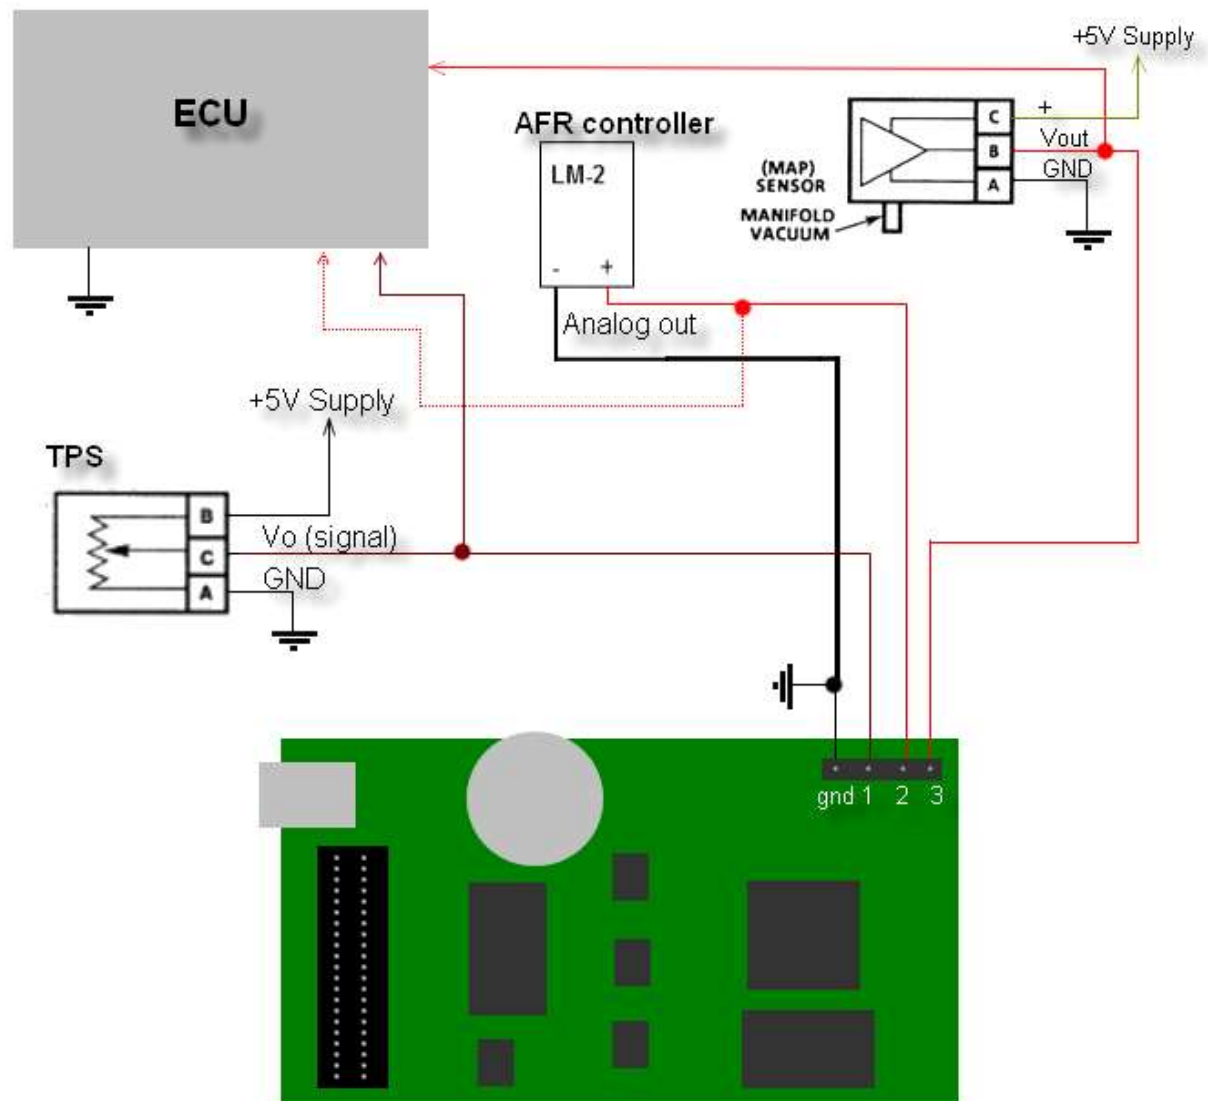 +5V Supply
ECU
AFR controller
LM-2
- +
Analog out
(MAP)
SENSOR
MANIFOLD
VACUUM
C
B
A
+
Vout
GND
+5V Supply
TPS
B
C
A
Vo (signal)
GND
gnd 1 2 3